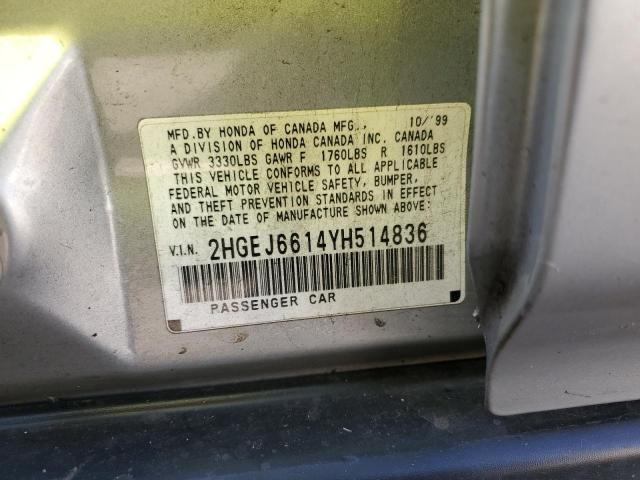 MFD. BY HONDA OF CANADA MFG., 10/'99
A DIVISION OF HONDA CANADA INC. CANADA
GVWR 3330LBS GAWR F 1760LBS R 1610LBS
THIS VEHICLE CONFORMS TO ALL APPLICABLE
FEDERAL MOTOR VEHICLE SAFETY, BUMPER,
AND THEFT PREVENTION STANDARDS IN EFFECT
ON THE DATE OF MANUFACTURE SHOWN ABOVE:
V.I.N. 2HGEJ6614YH514836
PASSENGER CAR